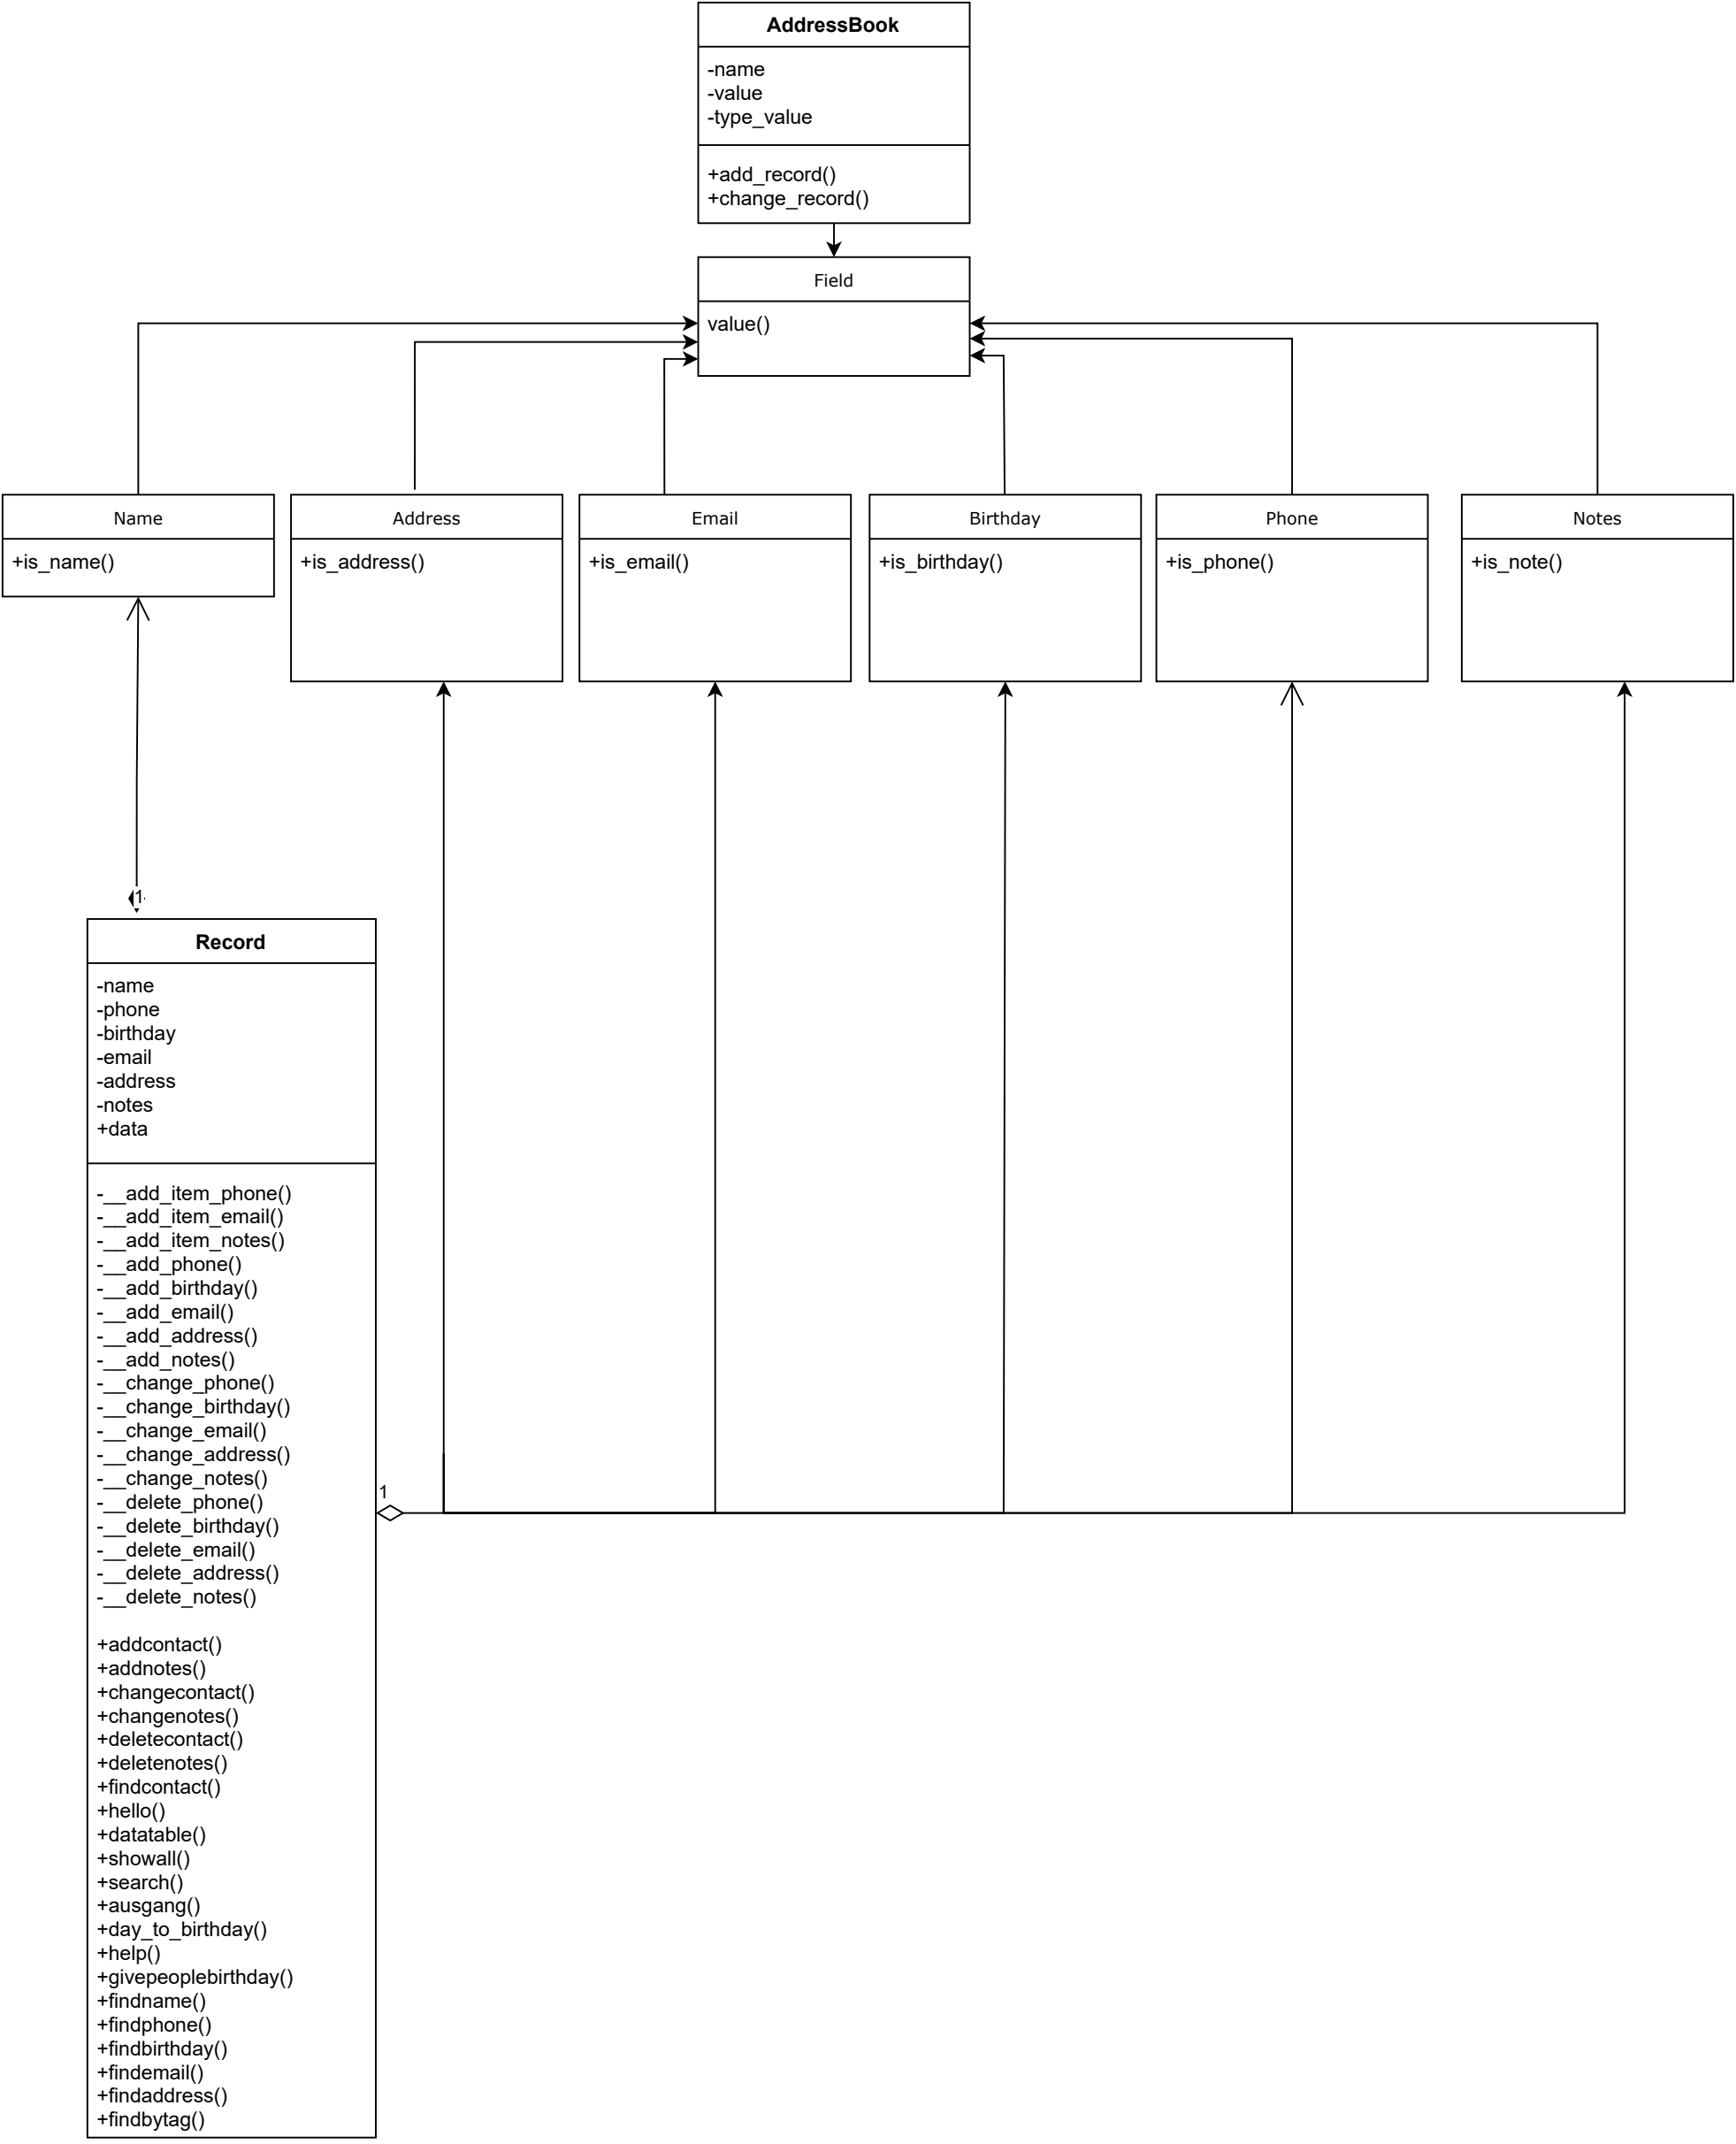 AddressBook
-name
-value
-type_value
+add_record()
+change_record()
Field
value()
Name
+is_name()
Address
+is_address()
Email
+is_email()
Birthday
+is_birthday()
Phone
+is_phone()
Notes
+is_note()
1
Record
-name
-phone
-birthday
-email
-address
-notes
+data
-__add_item_phone()
-__add_item_email()
-__add_item_notes()
-__add_phone()
-__add_birthday()
-__add_email()
-__add_address()
-__add_notes()
-__change_phone()
-__change_birthday()
-__change_email()
-__change_address()
-__change_notes()
-__delete_phone()
-__delete_birthday()
-__delete_email()
-__delete_address()
-__delete_notes()
1
+addcontact()
+addnotes()
+changecontact()
+changenotes()
+deletecontact()
+deletenotes()
+findcontact()
+hello()
+datatable()
+showall()
+search()
+ausgang()
+day_to_birthday()
+help()
+givepeoplebirthday()
+findname()
+findphone()
+findbirthday()
+findemail()
+findaddress()
+findbytag()